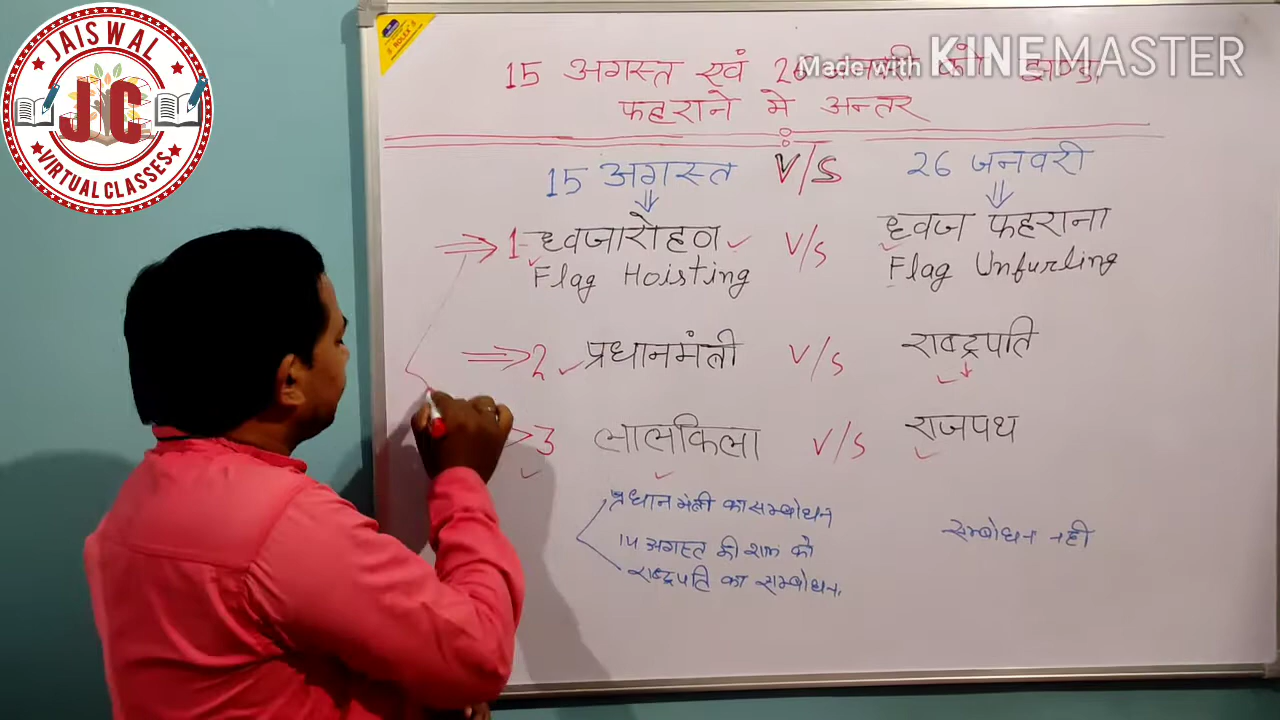 JAISWAL
JC
VIRTUAL CLASSES
ROLEX
Made with KINEMASTER
15 अगस्त एवं 26 को
फहराने मे अन्तर
15 अगस्त V/S 26 जनवरी
1- ध्वजारोहण V/S ध्वज फहराना
Flag Hoisting Flag Unfurling
2 प्रधानमंत्री V/S राष्ट्रपति
3 लालकिला V/S राजपथ
प्रधानमंत्री का सम्बोधन
14 अगस्त की शाम को
राष्ट्रपति का सम्बोधन
सम्बोधन नही